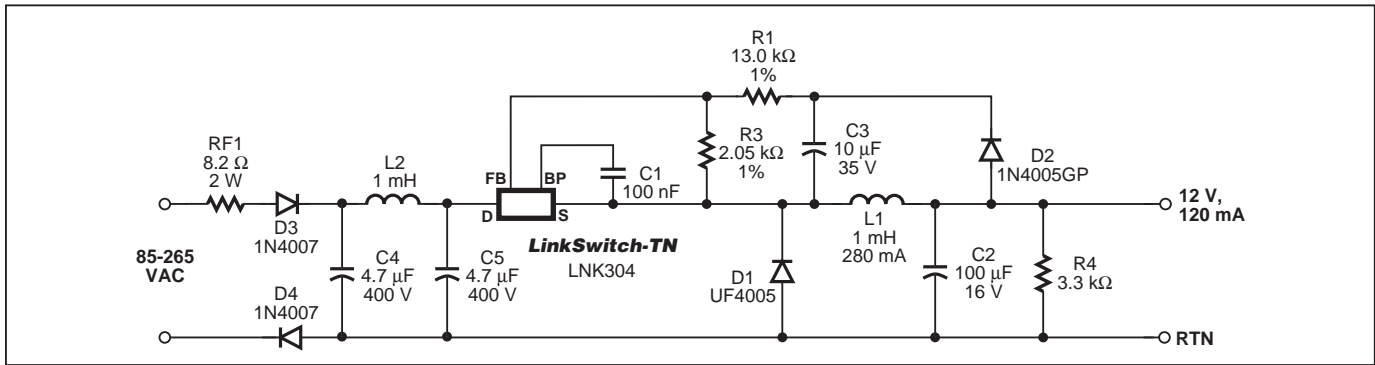 R1
13.0 kΩ
1%
RF1
8.2 Ω
2 W
L2
1 mH
FB
BP
D
S
C1
100 nF
R3
2.05 kΩ
1%
C3
10 µF
35 V
D2
1N4005GP
D3
1N4007
85-265
VAC
D4
1N4007
C4
4.7 µF
400 V
C5
4.7 µF
400 V
LinkSwitch-TN
LNK304
D1
UF4005
L1
1 mH
280 mA
C2
100 µF
16 V
R4
3.3 kΩ
12 V,
120 mA
RTN